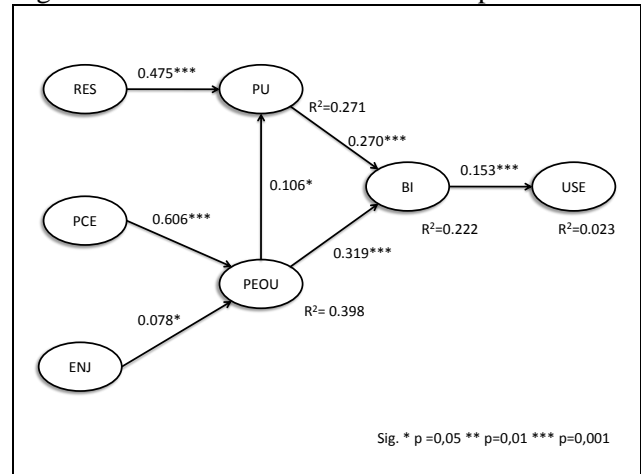 RES
0.475***
PU
R²=0.271
0.270***
0.106*
BI
0.153***
USE
R²=0.222
R²=0.023
PCE
0.606***
0.319***
PEOU
R²= 0.398
0.078*
ENJ
Sig. * p =0,05 ** p=0,01 *** p=0,001